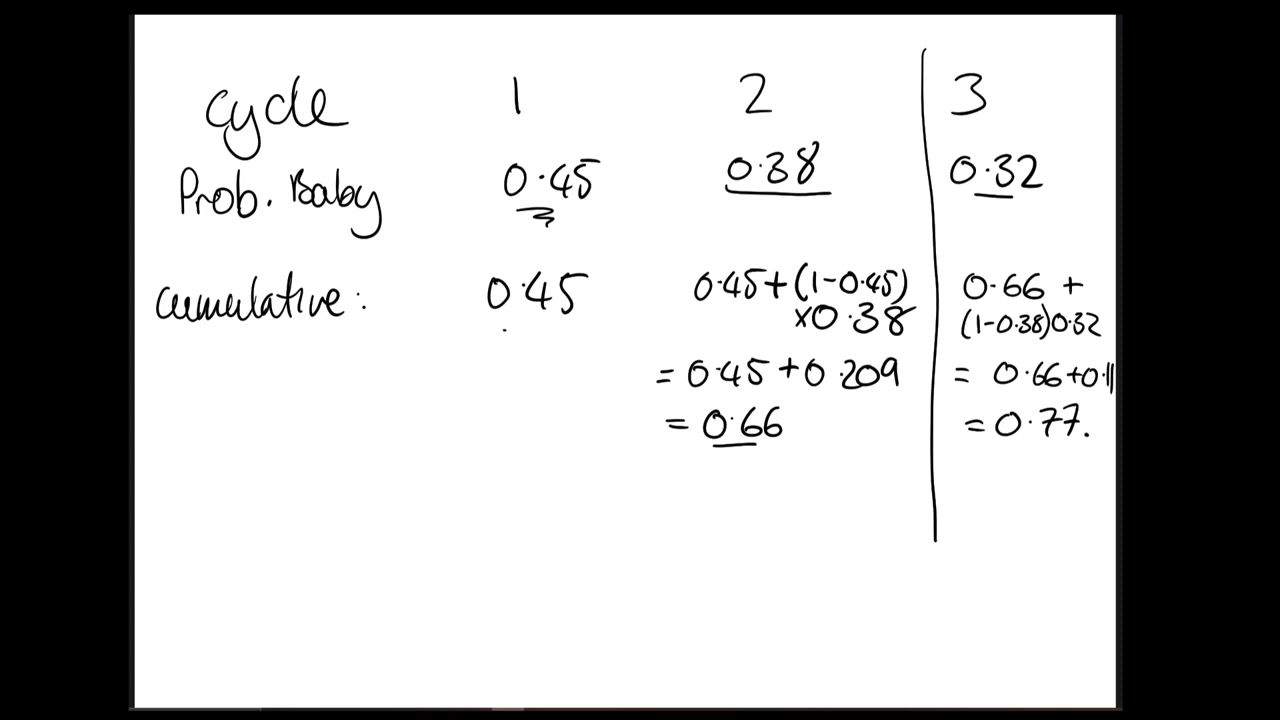 cycle 1 2 3
Prob. Baby 0.45 0.38 0.32
cumulative: 0.45 0.45+(1-0.45) 0.66 +
×0.38 (1-0.38)0.32
= 0.45+0.209 = 0.66+0.11
= 0.66 = 0.77.